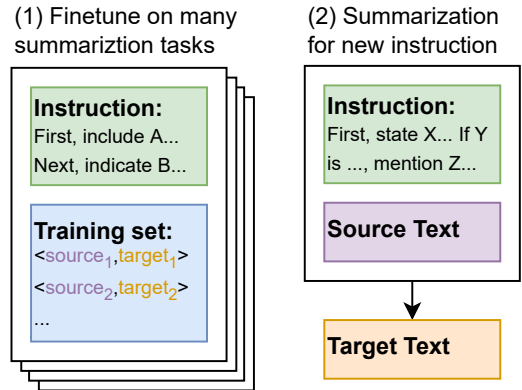 (1) Finetune on many
summariztion tasks
Instruction:
First, include A...
Next, indicate B...
Training set:
<source1,target1>
<source2,target2>
...
(2) Summarization
for new instruction
Instruction:
First, state X... If Y
is ..., mention Z...
Source Text
Target Text